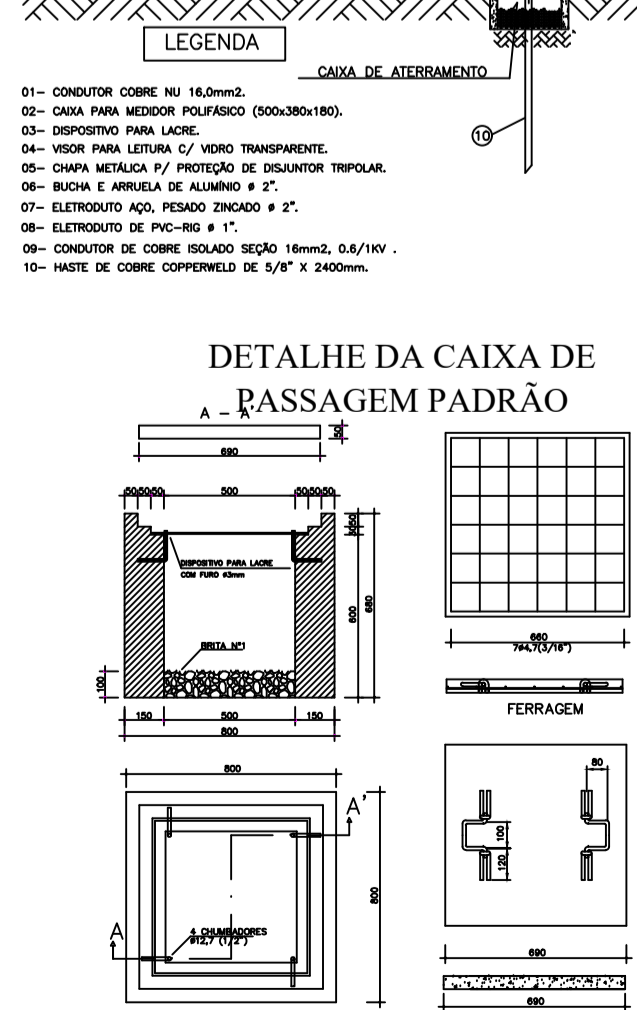 LEGENDA
CAIXA DE ATERRAMENTO
10
01- CONDUTOR COBRE NU 16,0mm2.
02- CAIXA PARA MEDIDOR POLIFÁSICO (500x380x180).
03- DISPOSITIVO PARA LACRE.
04- VISOR PARA LEITURA C/ VIDRO TRANSPARENTE.
05- CHAPA METÁLICA P/ PROTEÇÃO DE DISJUNTOR TRIPOLAR.
06- BUCHA E ARRUELA DE ALUMÍNIO ø 2".
07- ELETRODUTO AÇO, PESADO ZINCADO ø 2".
08- ELETRODUTO DE PVC-RIG ø 1".
09- CONDUTOR DE COBRE ISOLADO SEÇÃO 16mm2, 0.6/1KV .
10- HASTE DE COBRE COPPERWELD DE 5/8" X 2400mm.
DETALHE DA CAIXA DE
PASSAGEM PADRÃO
A - A'
50
690
50 50 50 500 50 50 50
DISPOSITIVO PARA LACRE
COM FURO ø3mm
600
680
BRITA Nº1
100
150 500 150
800
660
7ø4,7(3/16")
FERRAGEM
800
A'
800
4 CHUMBADORES
ø12,7 (1/2")
A
80
100
120
690
690